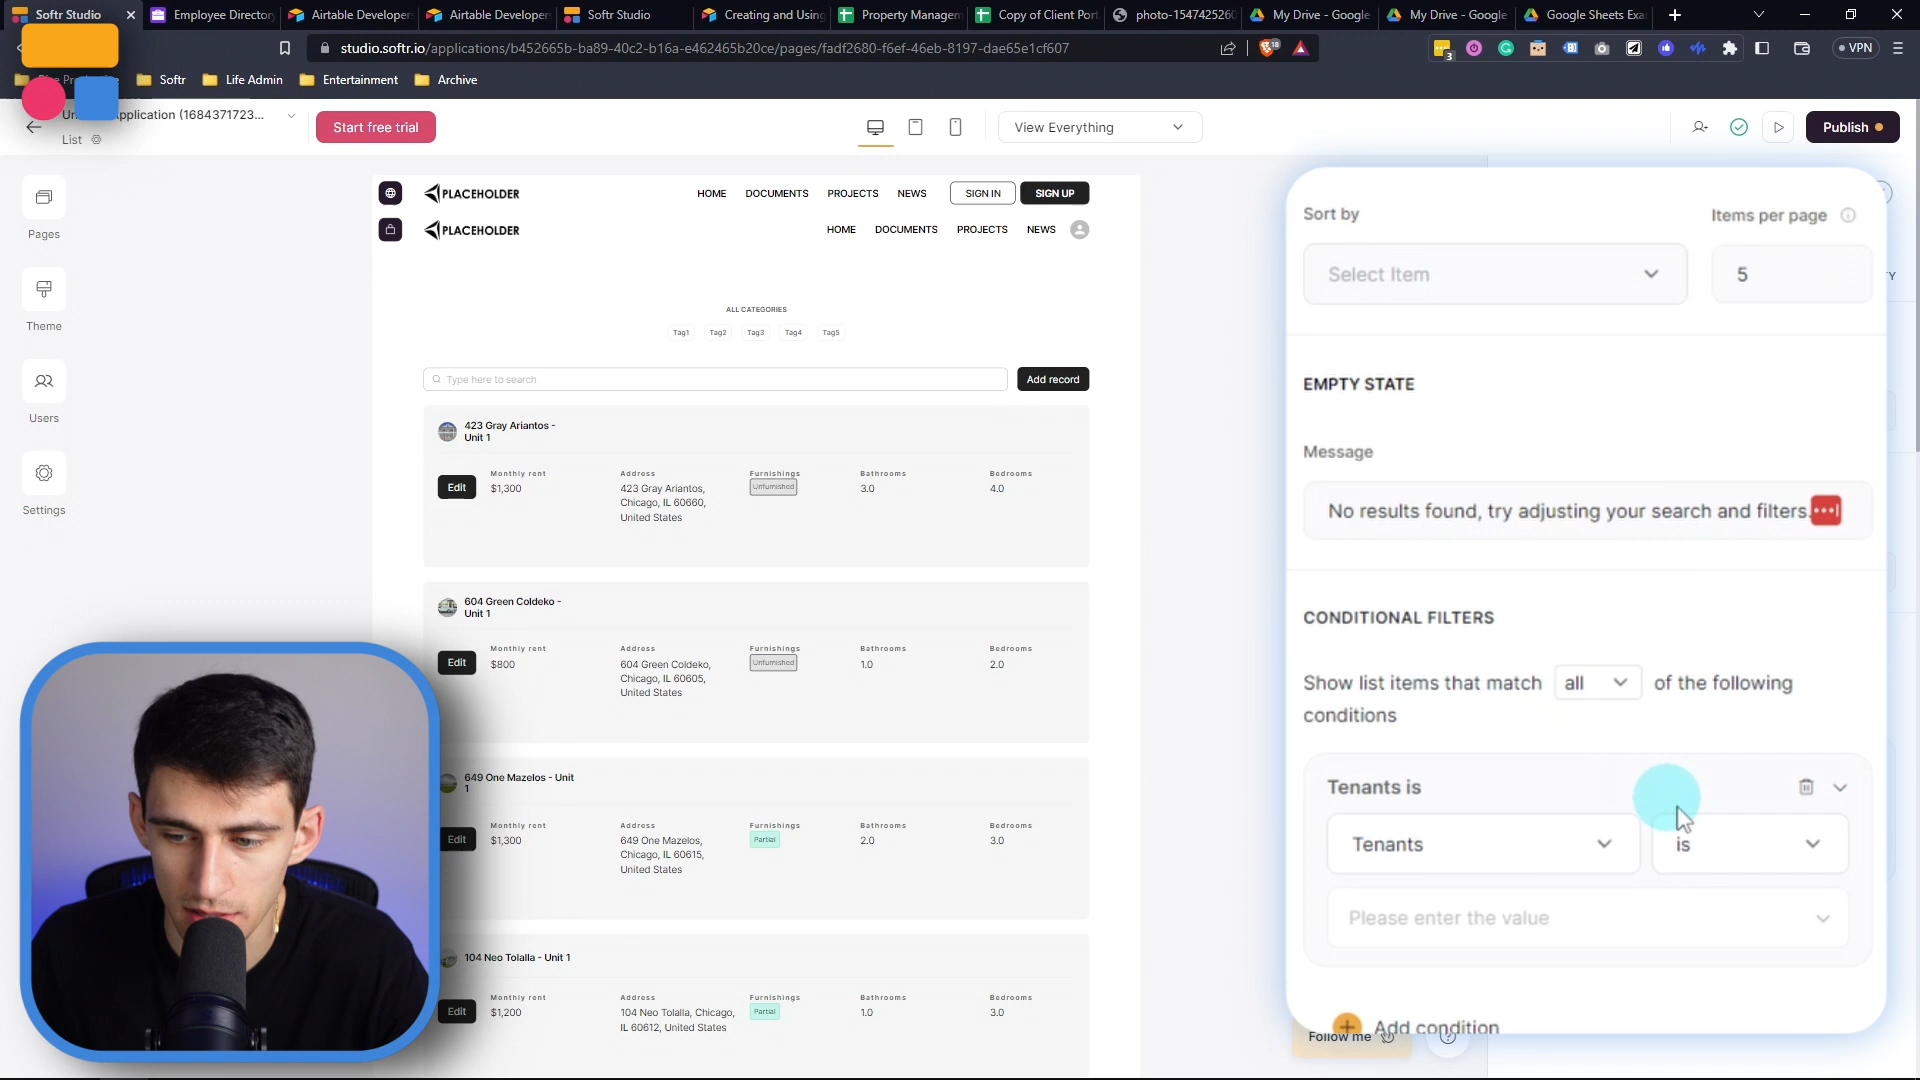 Softr Studio
Employee Director
Airtable Developer
Airtable Developer
Softr Studio
Creating and Using
Property Managem
Copy of Client Port
photo-1547425260
My Drive - Google
My Drive - Google
Google Sheets Exa
studio.softr.io/applications/b452665b-ba89-40c2-b16a-e462465b20ce/pages/fadf2680-f6ef-46eb-8197-dae65e1cf607
18
3
VPN
Softr
Life Admin
Entertainment
Archive
pplication (1684371723...
List
Start free trial
View Everything
Publish
Pages
Theme
Users
Settings
PLACEHOLDER
HOME
DOCUMENTS
PROJECTS
NEWS
SIGN IN
SIGN UP
PLACEHOLDER
HOME
DOCUMENTS
PROJECTS
NEWS
ALL CATEGORIES
Tag1
Tag2
Tag3
Tag4
Tag5
Type here to search
Add record
423 Gray Ariantos -
Unit 1
Edit
Monthly rent
$1,300
Address
423 Gray Ariantos,
Chicago, IL 60660,
United States
Furnishings
Unfurnished
Bathrooms
3.0
Bedrooms
4.0
604 Green Coldeko -
Unit 1
Edit
Monthly rent
$800
Address
604 Green Coldeko,
Chicago, IL 60605,
United States
Furnishings
Unfurnished
Bathrooms
1.0
Bedrooms
2.0
649 One Mazelos - Unit
1
Edit
Monthly rent
$1,300
Address
649 One Mazelos,
Chicago, IL 60615,
United States
Furnishings
Partial
Bathrooms
2.0
Bedrooms
3.0
104 Neo Tolalla - Unit 1
Edit
Monthly rent
$1,200
Address
104 Neo Tolalla, Chicago,
IL 60612, United States
Furnishings
Partial
Bathrooms
1.0
Bedrooms
3.0
Sort by
Items per page
Select Item
5
EMPTY STATE
Message
No results found, try adjusting your search and filters.
CONDITIONAL FILTERS
Show list items that match all of the following
conditions
Tenants is
Tenants
is
Please enter the value
Add condition
Follow me